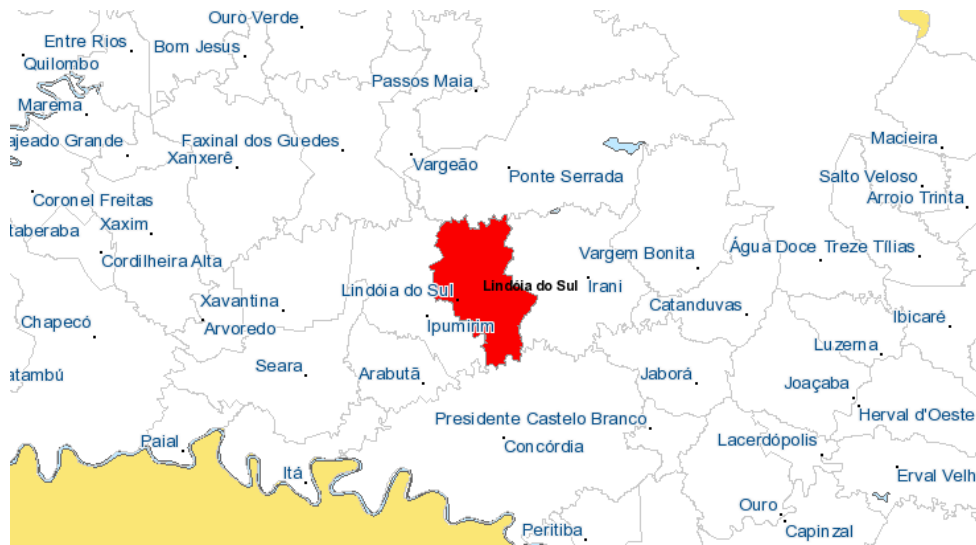 Ouro Verde
Entre Rios
Bom Jesus
Quilombo
Passos Maia
Marema
ajeado Grande
Faxinal dos Guedes
Macieira
Xanxerê
Vargeão
Ponte Serrada
Salto Veloso
Coronel Freitas
Arroio Trinta
taberaba
Xaxim
Água Doce
Treze Tílias
Vargem Bonita
Cordilheira Alta
Lindóia do Sul
Lindóia do Sul
Irani
Xavantina
Catanduvas
Chapecó
Arvoredo
Ipumirim
Ibicaré
Luzerna
Seara
Arabutã
Jaborá
atambú
Joaçaba
Presidente Castelo Branco
Herval d'Oeste
Paial
Concórdia
Lacerdópolis
Itá
Erval Velh
Ouro
Peritiba
Capinzal